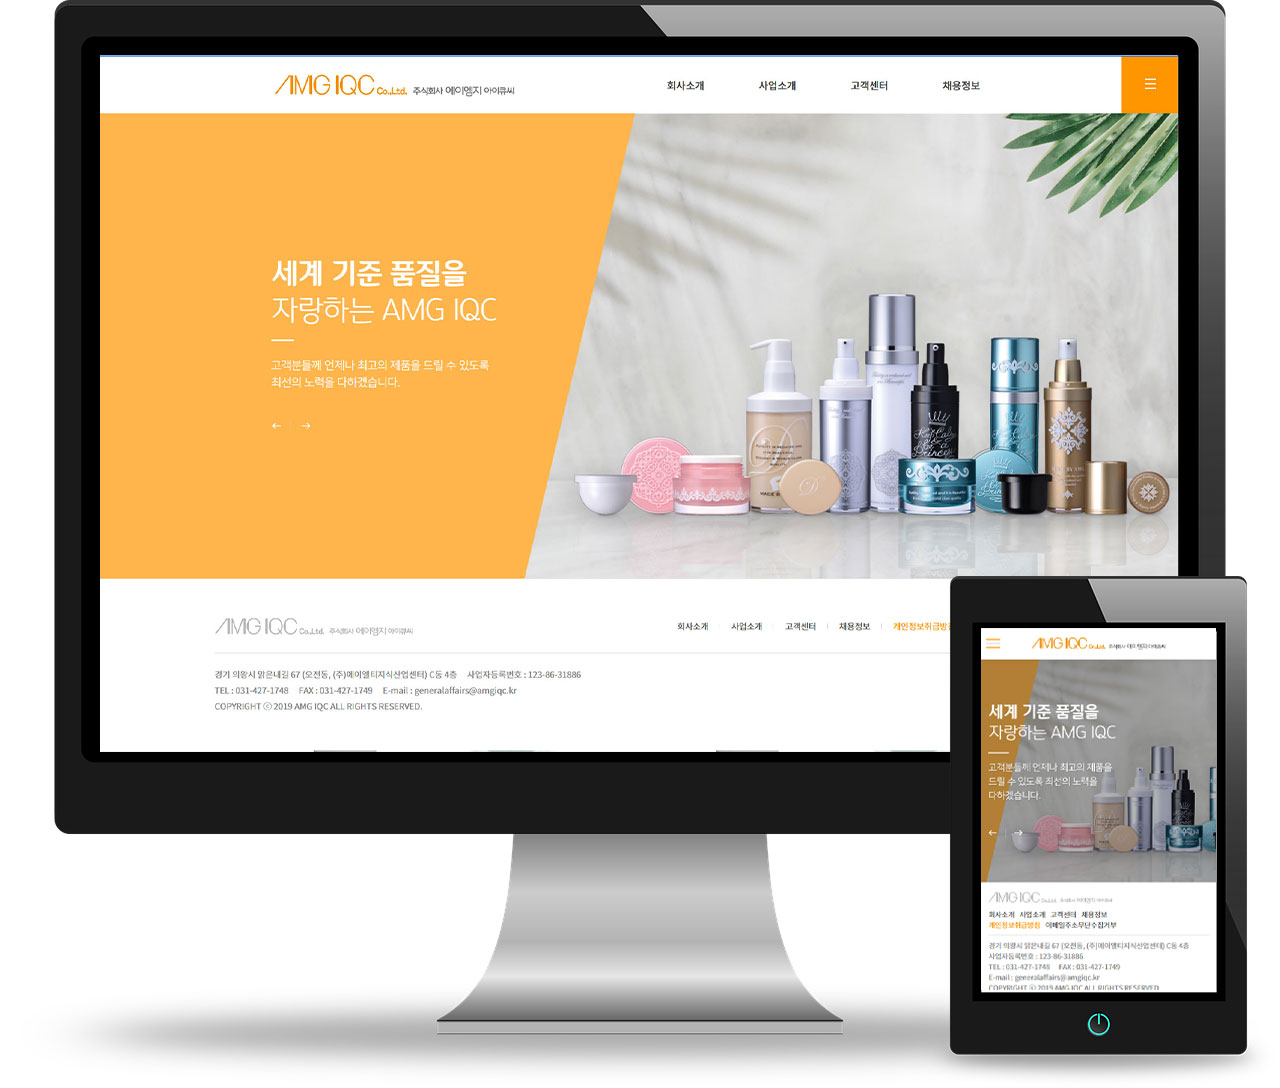 AMG IQC Co.,Ltd. 주식회사 에이엠지 아이큐씨
회사소개 사업소개 고객센터 채용정보
세계 기준 품질을
자랑하는 AMG IQC
고객분들께 언제나 최고의 제품을 드릴 수 있도록
최선의 노력을 다하겠습니다.
AMG IQC Co.,Ltd. 주식회사 에이엠지 아이큐씨
회사소개 사업소개 고객센터 채용정보 개인정보취급방
경기 의왕시 맑은내길 67 (오전동, (주)에이엘티지식산업센터) C동 4층 사업자등록번호 : 123-86-31886
TEL : 031-427-1748 FAX : 031-427-1749 E-mail : generalaffairs@amgiqc.kr
COPYRIGHT ⓒ 2019 AMG IQC ALL RIGHTS RESERVED.
AMG IQC Co.,Ltd. 주식회사 에이엠지 아이큐씨
세계 기준 품질을
자랑하는 AMG IQC
고객분들께 언제나 최고의 제품을
드릴 수 있도록 최선의 노력을
다하겠습니다.
AMG IQC Co.,Ltd. 주식회사 에이엠지 아이큐씨
회사소개 사업소개 고객센터 채용정보
개인정보취급방침 이메일주소무단수집거부
경기 의왕시 맑은내길 67 (오전동, (주)에이엘티지식산업센터) C동 4층
사업자등록번호 : 123-86-31886
TEL : 031-427-1748 FAX : 031-427-1749
E-mail : generalaffairs@amgiqc.kr
COPYRIGHT ⓒ 2019 AMG IQC ALL RIGHTS RESERVED